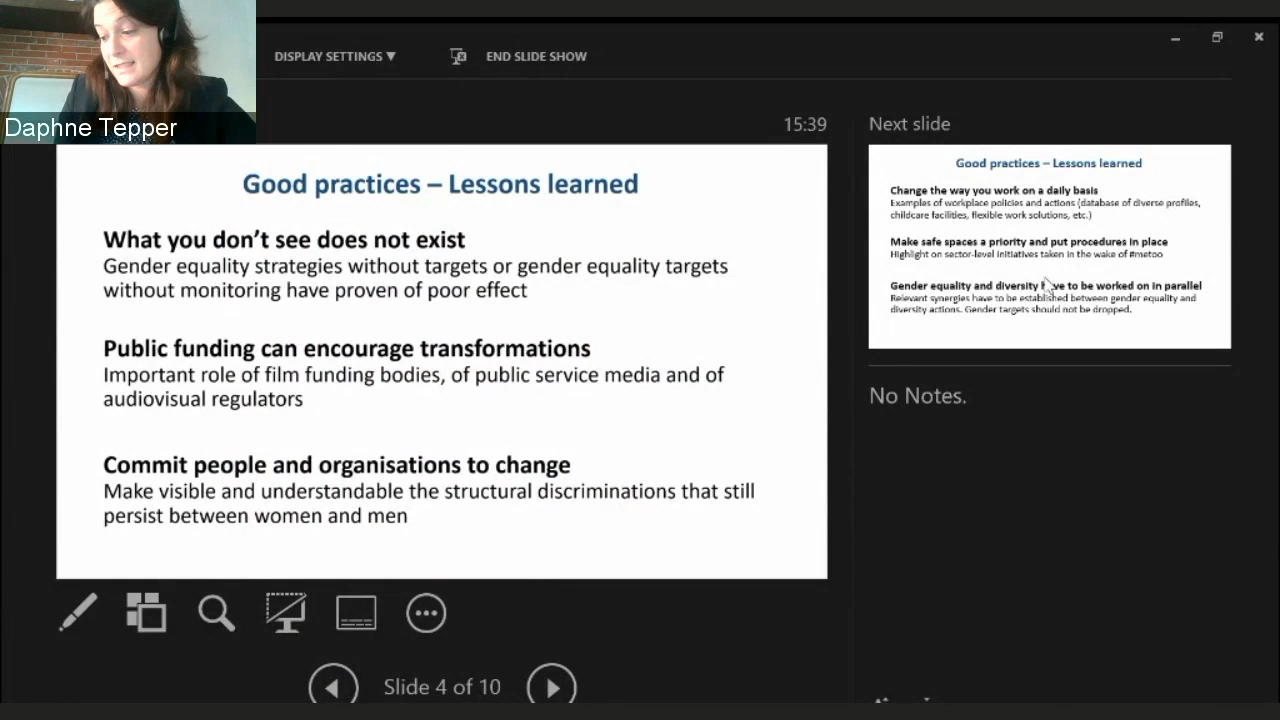 DISPLAY SETTINGS ▼
END SLIDE SHOW
Daphne Tepper
15:39
Next slide
Good practices – Lessons learned
What you don't see does not exist
Gender equality strategies without targets or gender equality targets
without monitoring have proven of poor effect
Public funding can encourage transformations
Important role of film funding bodies, of public service media and of
audiovisual regulators
Commit people and organisations to change
Make visible and understandable the structural discriminations that still
persist between women and men
Good practices – Lessons learned
Change the way you work on a daily basis
Examples of workplace policies and actions (database of diverse profiles,
childcare facilities, flexible work solutions, etc.)
Make safe spaces a priority and put procedures in place
Highlight on sector-level initiatives taken in the wake of #metoo
Gender equality and diversity have to be worked on in parallel
Relevant synergies have to be established between gender equality and
diversity actions. Gender targets should not be dropped.
No Notes.
Slide 4 of 10